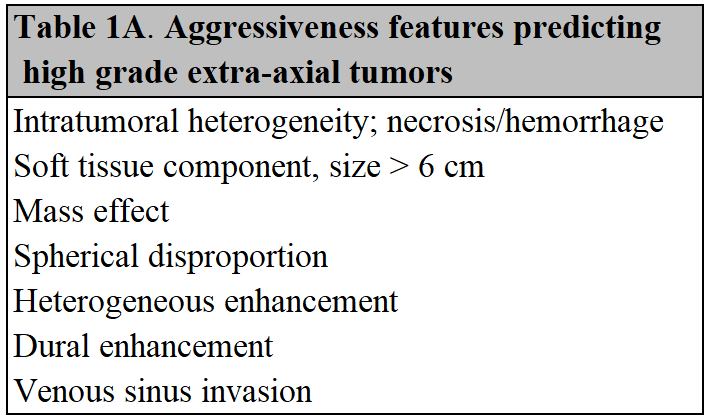 Table 1A. Aggressiveness features predicting
high grade extra-axial tumors
Intratumoral heterogeneity; necrosis/hemorrhage
Soft tissue component, size > 6 cm
Mass effect
Spherical disproportion
Heterogeneous enhancement
Dural enhancement
Venous sinus invasion